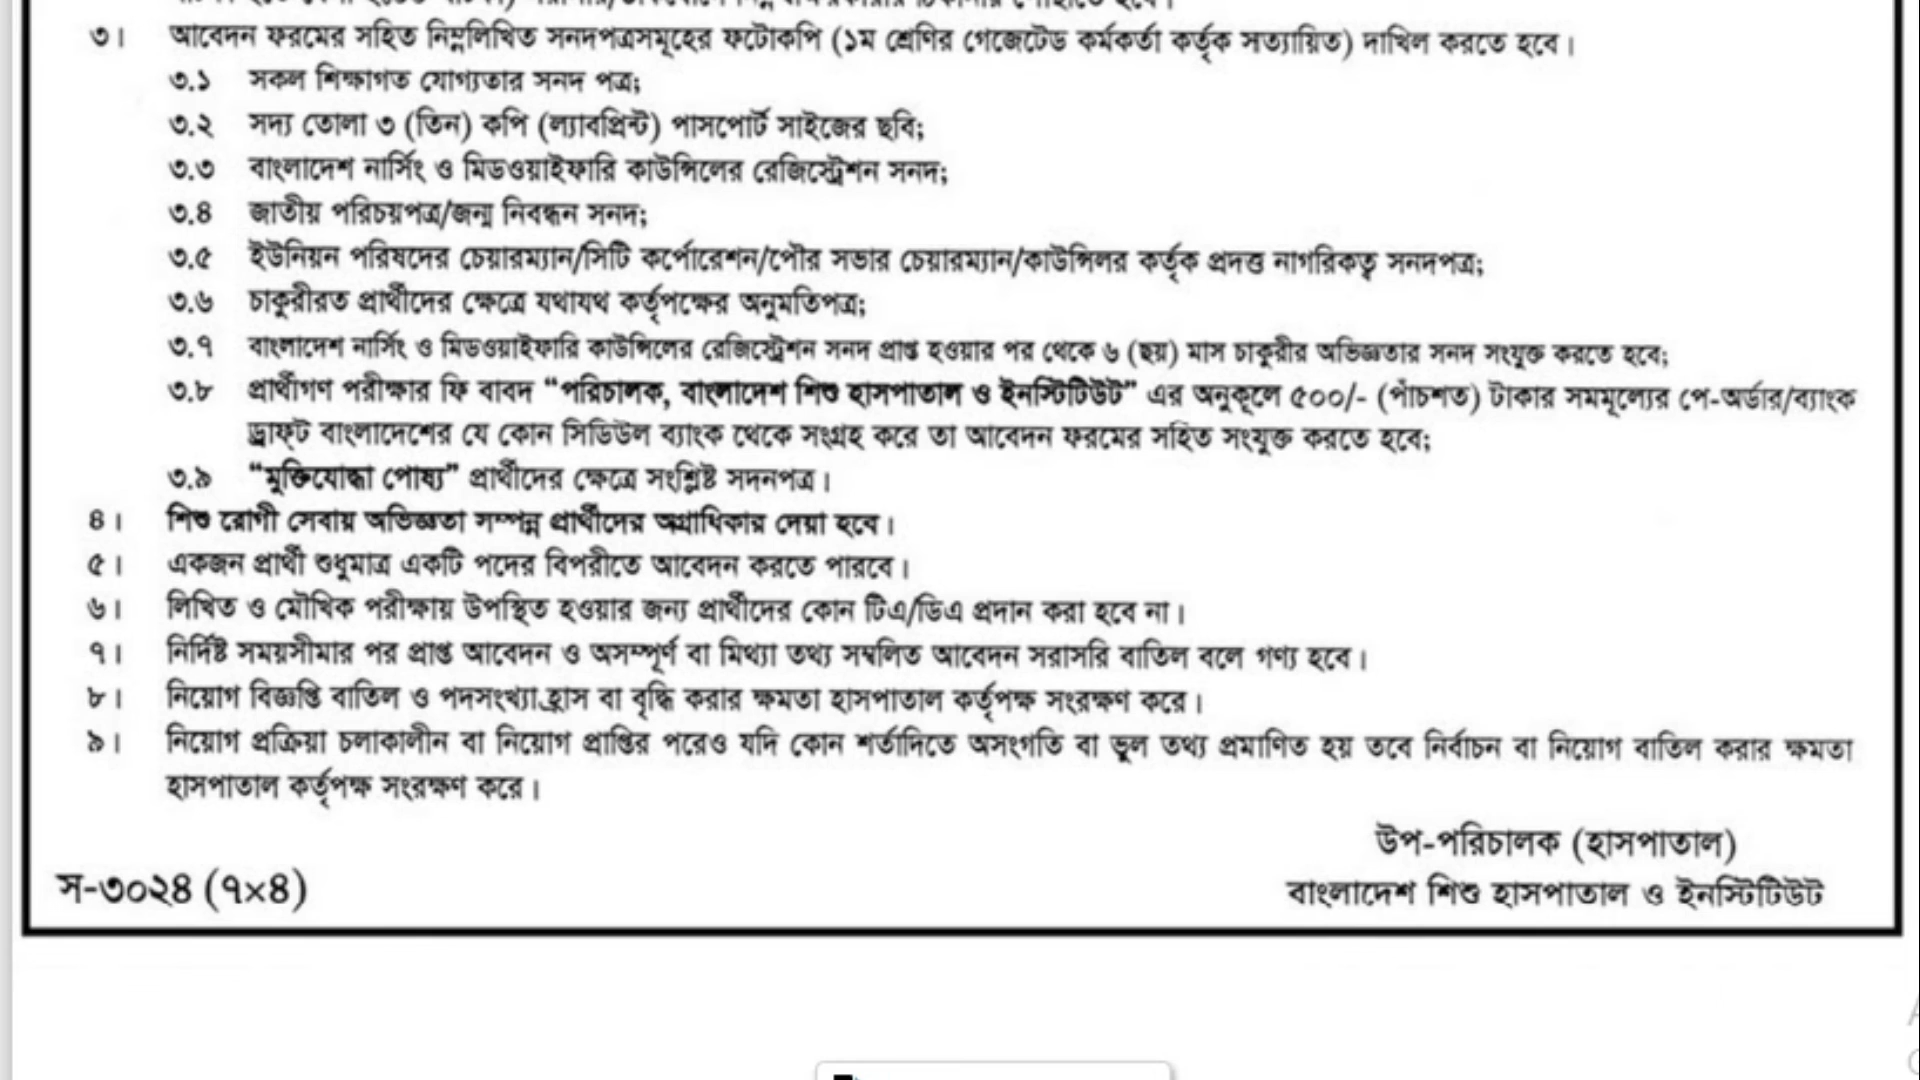 ৩। আবেদন ফরমের সহিত নিম্নলিখিত সনদপত্রসমূহের ফটোকপি (১ম শ্রেণির গেজেটেড কর্মকর্তা কর্তৃক সত্যায়িত) দাখিল করতে হবে।
৩.১ সকল শিক্ষাগত যোগ্যতার সনদ পত্র;
৩.২ সদ্য তোলা ৩ (তিন) কপি (ল্যাবপ্রিন্ট) পাসপোর্ট সাইজের ছবি;
৩.৩ বাংলাদেশ নার্সিং ও মিডওয়াইফারি কাউন্সিলের রেজিস্ট্রেশন সনদ;
৩.৪ জাতীয় পরিচয়পত্র/জন্ম নিবন্ধন সনদ;
৩.৫ ইউনিয়ন পরিষদের চেয়ারম্যান/সিটি কর্পোরেশন/পৌর সভার চেয়ারম্যান/কাউন্সিলর কর্তৃক প্রদত্ত নাগরিকত্ব সনদপত্র;
৩.৬ চাকুরীরত প্রার্থীদের ক্ষেত্রে যথাযথ কর্তৃপক্ষের অনুমতিপত্র;
৩.৭ বাংলাদেশ নার্সিং ও মিডওয়াইফারি কাউন্সিলের রেজিস্ট্রেশন সনদ প্রাপ্ত হওয়ার পর থেকে ৬ (ছয়) মাস চাকুরীর অভিজ্ঞতার সনদ সংযুক্ত করতে হবে;
৩.৮ প্রার্থীগণ পরীক্ষার ফি বাবদ “পরিচালক, বাংলাদেশ শিশু হাসপাতাল ও ইনস্টিটিউট” এর অনুকূলে ৫০০/- (পাঁচশত) টাকার সমমূল্যের পে-অর্ডার/ব্যাংক
ড্রাফ্ট বাংলাদেশের যে কোন সিডিউল ব্যাংক থেকে সংগ্রহ করে তা আবেদন ফরমের সহিত সংযুক্ত করতে হবে;
৩.৯ “মুক্তিযোদ্ধা পোষ্য” প্রার্থীদের ক্ষেত্রে সংশ্লিষ্ট সদনপত্র।
৪। শিশু রোগী সেবায় অভিজ্ঞতা সম্পন্ন প্রার্থীদের অগ্রাধিকার দেয়া হবে।
৫। একজন প্রার্থী শুধুমাত্র একটি পদের বিপরীতে আবেদন করতে পারবে।
৬। লিখিত ও মৌখিক পরীক্ষায় উপস্থিত হওয়ার জন্য প্রার্থীদের কোন টিএ/ডিএ প্রদান করা হবে না।
৭। নির্দিষ্ট সময়সীমার পর প্রাপ্ত আবেদন ও অসম্পূর্ণ বা মিথ্যা তথ্য সম্বলিত আবেদন সরাসরি বাতিল বলে গণ্য হবে।
৮। নিয়োগ বিজ্ঞপ্তি বাতিল ও পদসংখ্যা হ্রাস বা বৃদ্ধি করার ক্ষমতা হাসপাতাল কর্তৃপক্ষ সংরক্ষণ করে।
৯। নিয়োগ প্রক্রিয়া চলাকালীন বা নিয়োগ প্রাপ্তির পরেও যদি কোন শর্তাদিতে অসংগতি বা ভুল তথ্য প্রমাণিত হয় তবে নির্বাচন বা নিয়োগ বাতিল করার ক্ষমতা
হাসপাতাল কর্তৃপক্ষ সংরক্ষণ করে।
উপ-পরিচালক (হাসপাতাল)
স-৩০২৪ (৭×৪)
বাংলাদেশ শিশু হাসপাতাল ও ইনস্টিটিউট